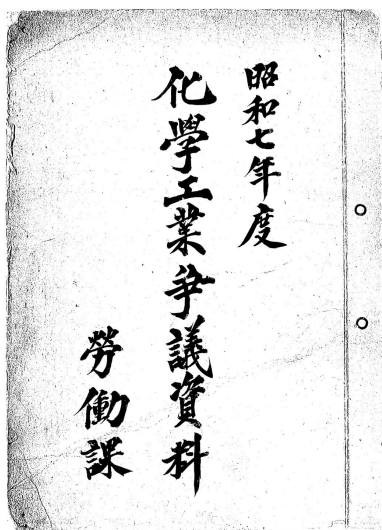 昭和七年度
化學工業爭議資料
勞働課